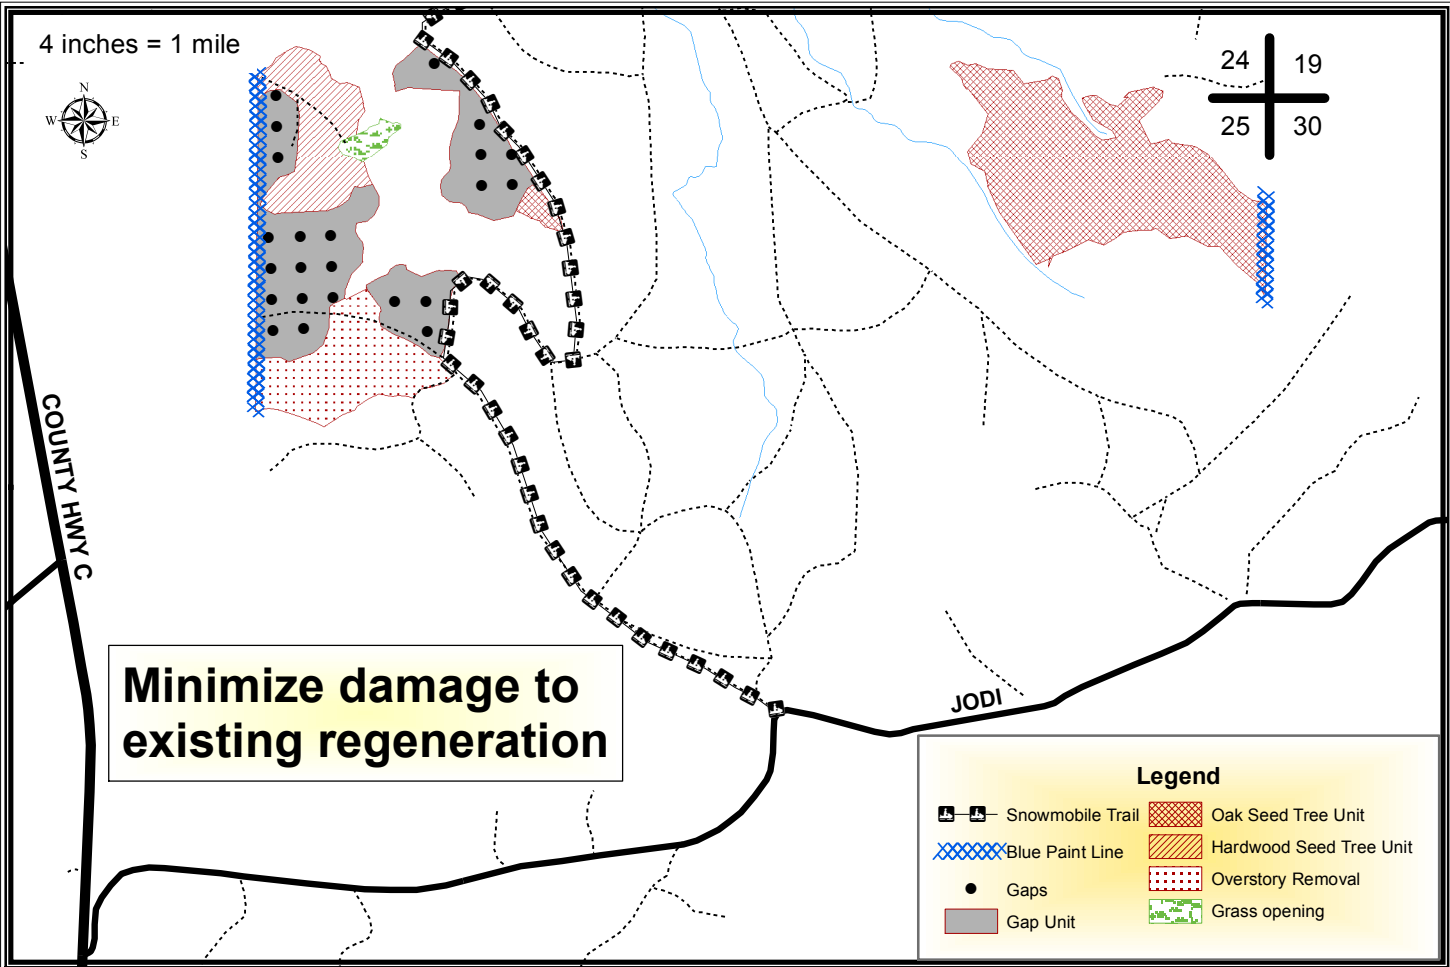 4 inches = 1 mile
N
W E
S
24 19
25 30
COUNTY HWY C
JODI
Minimize damage to
existing regeneration
Legend
Snowmobile Trail
Blue Paint Line
Gaps
Gap Unit
Oak Seed Tree Unit
Hardwood Seed Tree Unit
Overstory Removal
Grass opening